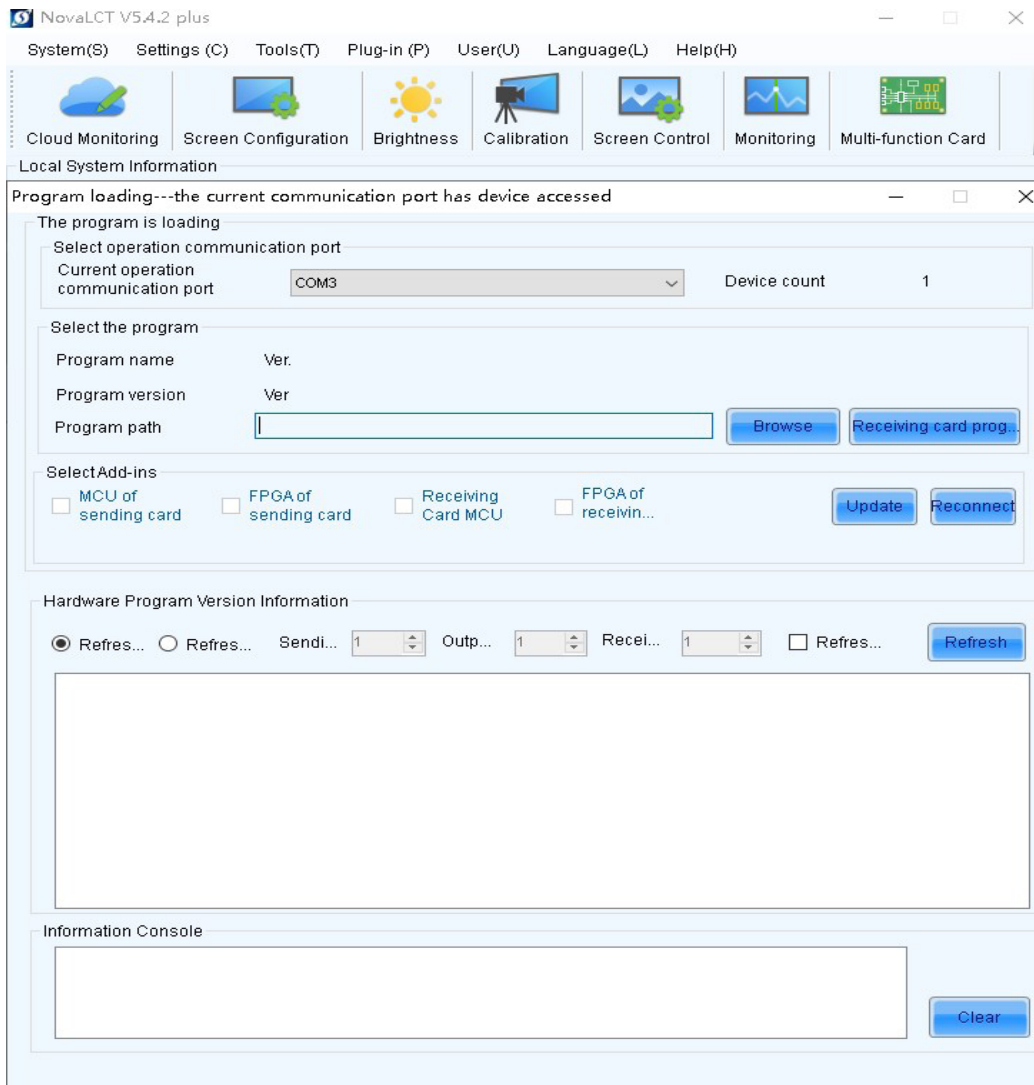 NovaLCT V5.4.2 plus
System(S) Settings (C) Tools(T) Plug-in (P) User(U) Language(L) Help(H)
Cloud Monitoring Screen Configuration Brightness Calibration Screen Control Monitoring Multi-function Card
Local System Information
Program loading---the current communication port has device accessed
The program is loading
Select operation communication port
Current operation
communication port
COM3
Device count 1
Select the program
Program name Ver.
Program version Ver
Program path
Browse
Receiving card prog...
Select Add-ins
MCU of
sending card
FPGA of
sending card
Receiving
Card MCU
FPGA of
receivin...
Update
Reconnect
Hardware Program Version Information
Refres... Refres... Sendi... 1 Outp... 1 Recei... 1 Refres... Refresh
Information Console
Clear